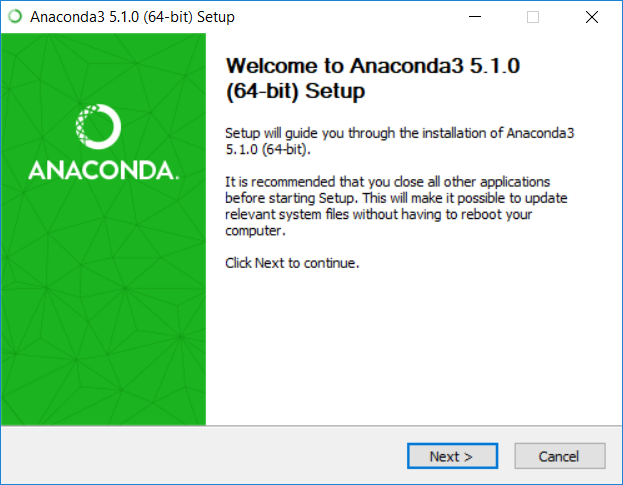 Anaconda3 5.1.0 (64-bit) Setup
Welcome to Anaconda3 5.1.0
(64-bit) Setup
ANACONDA.
Setup will guide you through the installation of Anaconda3
5.1.0 (64-bit).
It is recommended that you close all other applications
before starting Setup. This will make it possible to update
relevant system files without having to reboot your
computer.
Click Next to continue.
Next >
Cancel